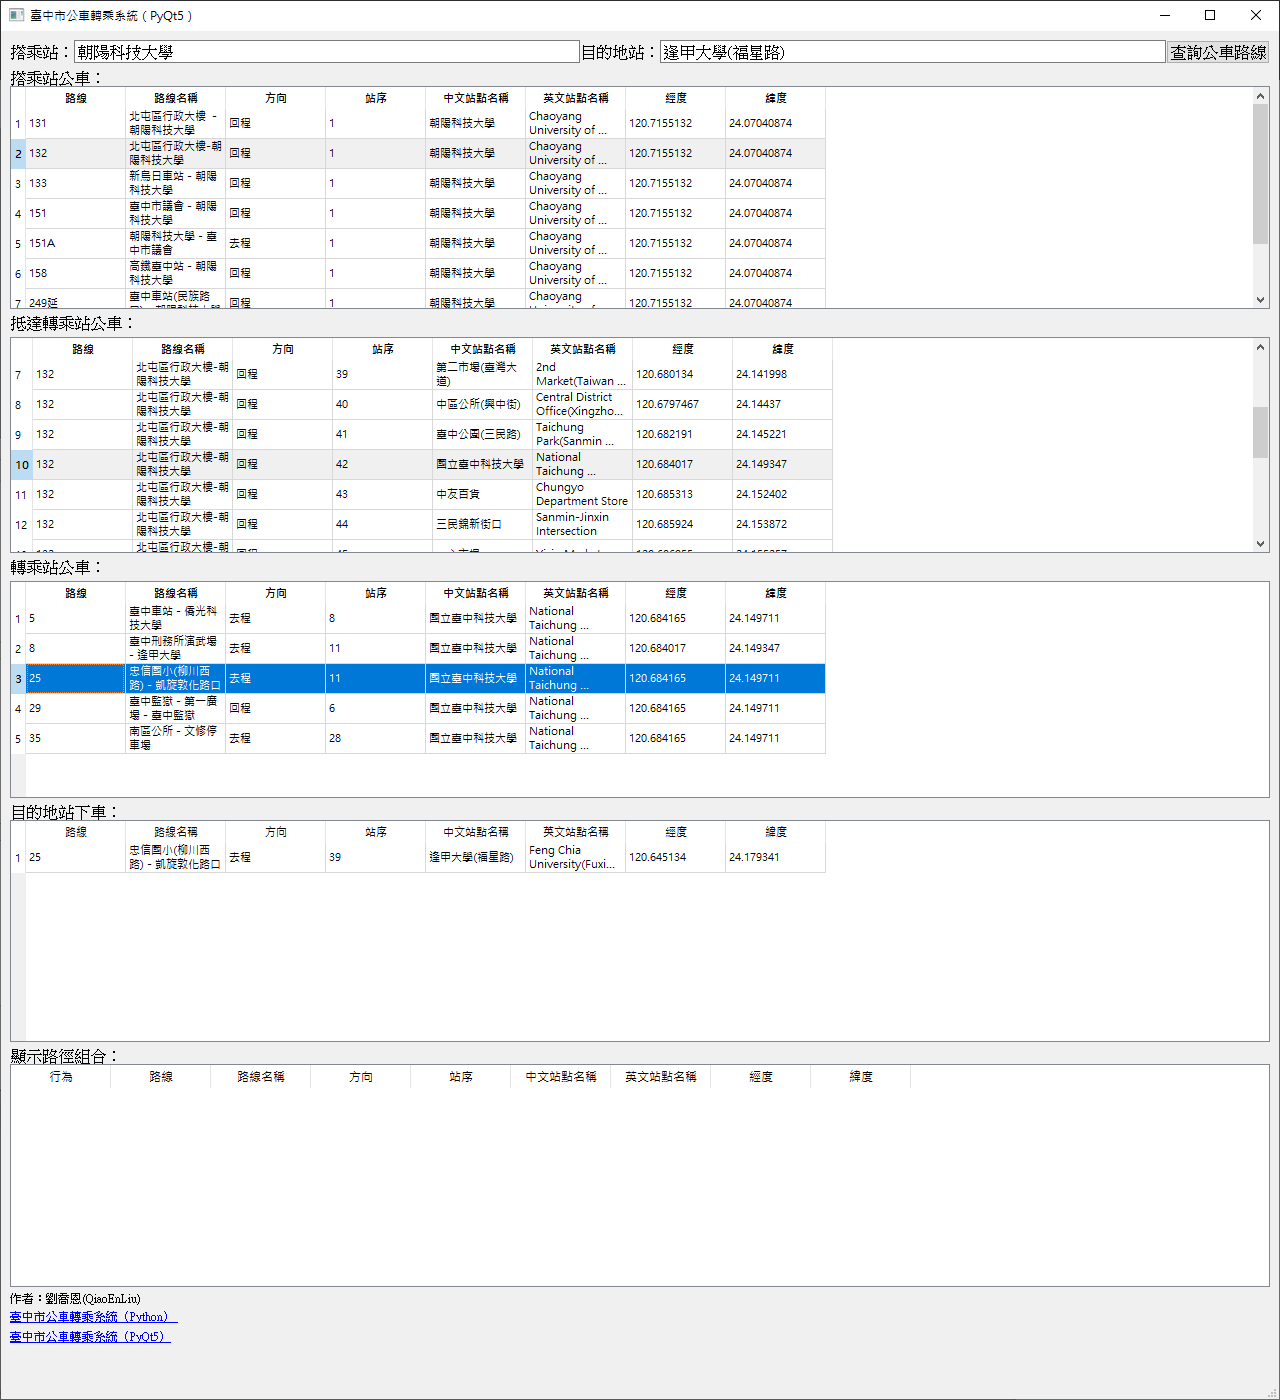 臺中市公車轉乘系統（PyQt5）
搭乘站： 朝陽科技大學 目的地站： 逢甲大學(福星路) 查詢公車路線
搭乘站公車：
路線 路線名稱 方向 站序 中文站點名稱 英文站點名稱 經度 緯度
1 131 北屯區行政大樓 - 朝陽科技大學 回程 1 朝陽科技大學 Chaoyang University of ... 120.7155132 24.07040874
2 132 北屯區行政大樓-朝陽科技大學 回程 1 朝陽科技大學 Chaoyang University of ... 120.7155132 24.07040874
3 133 新烏日車站 - 朝陽科技大學 回程 1 朝陽科技大學 Chaoyang University of ... 120.7155132 24.07040874
4 151 臺中市議會 - 朝陽科技大學 回程 1 朝陽科技大學 Chaoyang University of ... 120.7155132 24.07040874
5 151A 朝陽科技大學 - 臺中市議會 去程 1 朝陽科技大學 Chaoyang University of ... 120.7155132 24.07040874
6 158 高鐵臺中站 - 朝陽科技大學 回程 1 朝陽科技大學 Chaoyang University of ... 120.7155132 24.07040874
7 249延 臺中車站(民族路 回程 1 朝陽科技大學 Chaoyang 120.7155132 24.07040874
抵達轉乘站公車：
路線 路線名稱 方向 站序 中文站點名稱 英文站點名稱 經度 緯度
7 132 北屯區行政大樓-朝陽科技大學 回程 39 第二市場(臺灣大道) 2nd Market(Taiwan ... 120.680134 24.141998
8 132 北屯區行政大樓-朝陽科技大學 回程 40 中區公所(興中街) Central District Office(Xingzho... 120.6797467 24.14437
9 132 北屯區行政大樓-朝陽科技大學 回程 41 臺中公園(三民路) Taichung Park(Sanmin ... 120.682191 24.145221
10 132 北屯區行政大樓-朝陽科技大學 回程 42 國立臺中科技大學 National Taichung ... 120.684017 24.149347
11 132 北屯區行政大樓-朝陽科技大學 回程 43 中友百貨 Chungyo Department Store 120.685313 24.152402
12 132 北屯區行政大樓-朝陽科技大學 回程 44 三民錦新街口 Sanmin-Jinxin Intersection 120.685924 24.153872
北屯區行政大樓-朝
轉乘站公車：
路線 路線名稱 方向 站序 中文站點名稱 英文站點名稱 經度 緯度
1 5 臺中車站 - 僑光科技大學 去程 8 國立臺中科技大學 National Taichung ... 120.684165 24.149711
2 8 臺中刑務所演武場 - 逢甲大學 去程 11 國立臺中科技大學 National Taichung ... 120.684017 24.149347
3 25 忠信國小(柳川西路) - 凱旋敦化路口 去程 11 國立臺中科技大學 National Taichung ... 120.684165 24.149711
4 29 臺中監獄 - 第一廣場 - 臺中監獄 回程 6 國立臺中科技大學 National Taichung ... 120.684165 24.149711
5 35 南區公所 - 文修停車場 去程 28 國立臺中科技大學 National Taichung ... 120.684165 24.149711
目的地站下車：
路線 路線名稱 方向 站序 中文站點名稱 英文站點名稱 經度 緯度
1 25 忠信國小(柳川西路) - 凱旋敦化路口 去程 39 逢甲大學(福星路) Feng Chia University(Fuxi... 120.645134 24.179341
顯示路徑組合：
行為 路線 路線名稱 方向 站序 中文站點名稱 英文站點名稱 經度 緯度
作者：劉喬恩(QiaoEnLiu)
臺中市公車轉乘系統（Python）
臺中市公車轉乘系統（PyQt5）